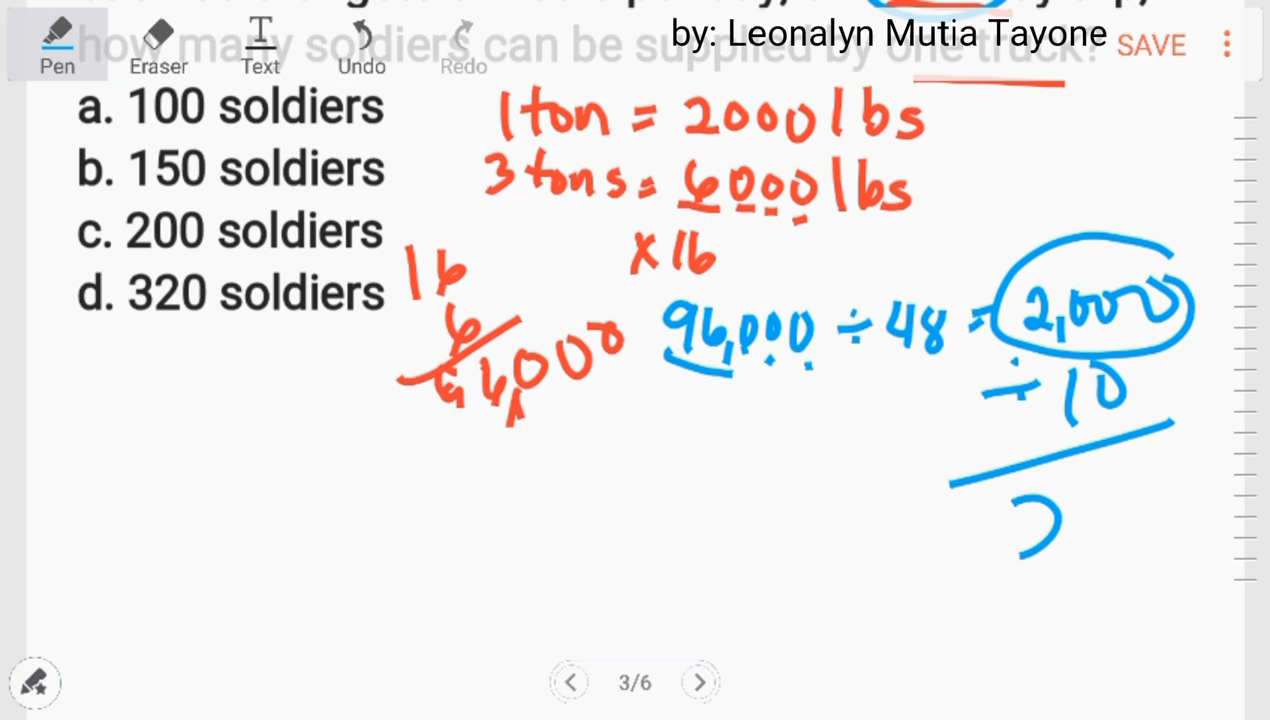 by: Leonalyn Mutia Tayone
how many soldiers can be supplied by one truck?
Pen
Eraser
Text
Undo
Redo
SAVE
a. 100 soldiers
b. 150 soldiers
c. 200 soldiers
d. 320 soldiers
1 ton = 2000 lbs
3 tons = 6000 lbs
x 16
16
6
96,000
96,000 ÷ 48 = 2,000
÷ 10
3/6